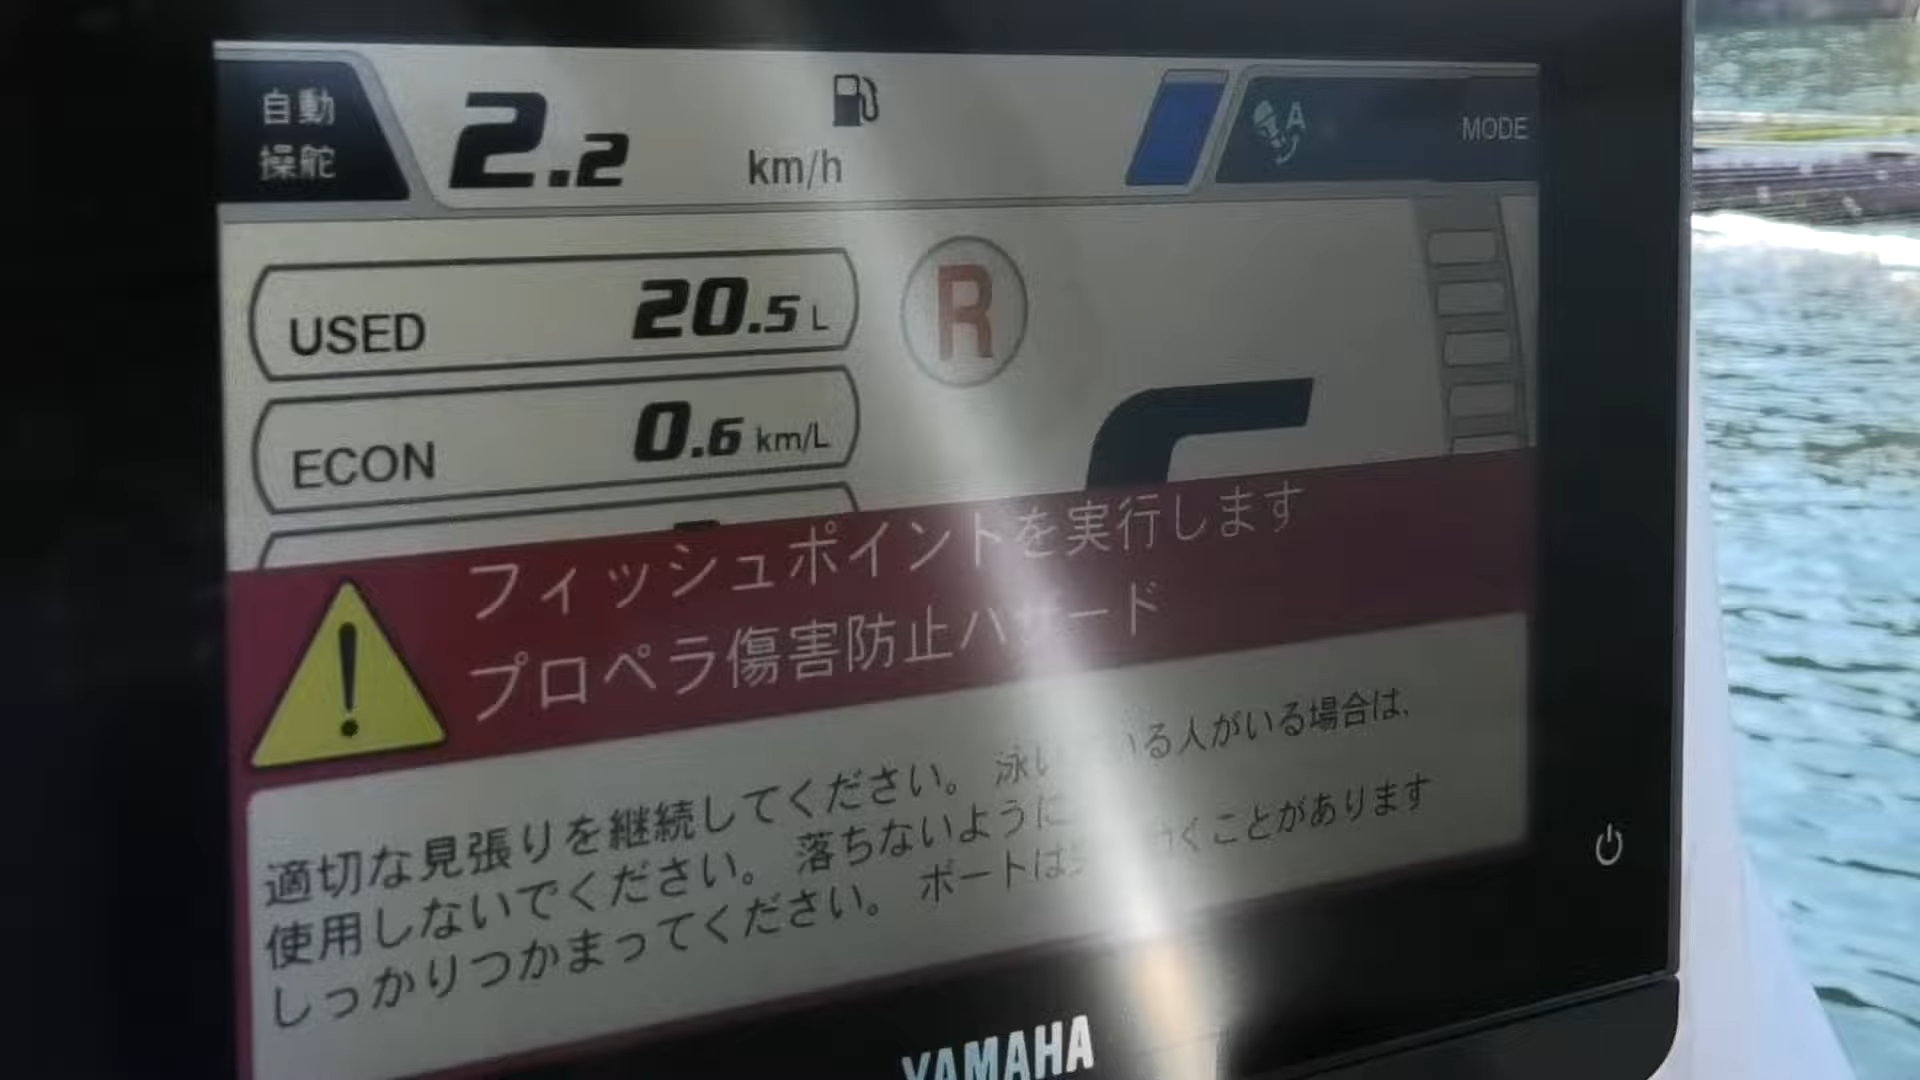 自動
操舵
2.2
km/h
A
MODE
USED 20.5 L
R
ECON 0.6 km/L
フィッシュポイントを実行します
プロペラ傷害防止ハザード
適切な見張りを継続してください。 泳い いる人がいる場合は、
使用しないでください。 落ちないように
しっかりつかまってください。 ボートは 動くことがあります
YAMAHA